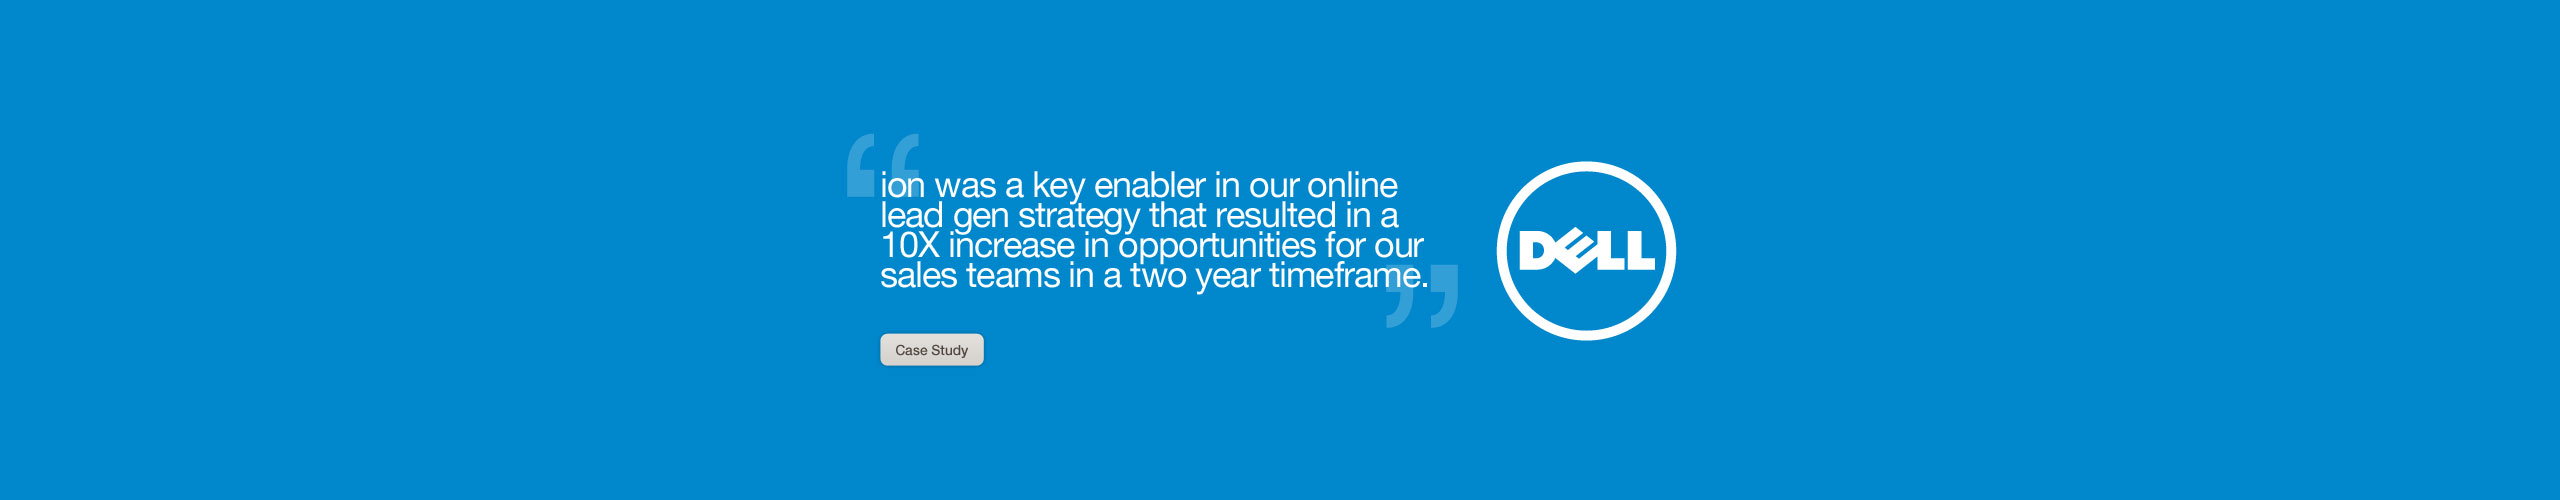 “
ion was a key enabler in our online
lead gen strategy that resulted in a
10X increase in opportunities for our
sales teams in a two year timeframe.
”
DELL
Case Study